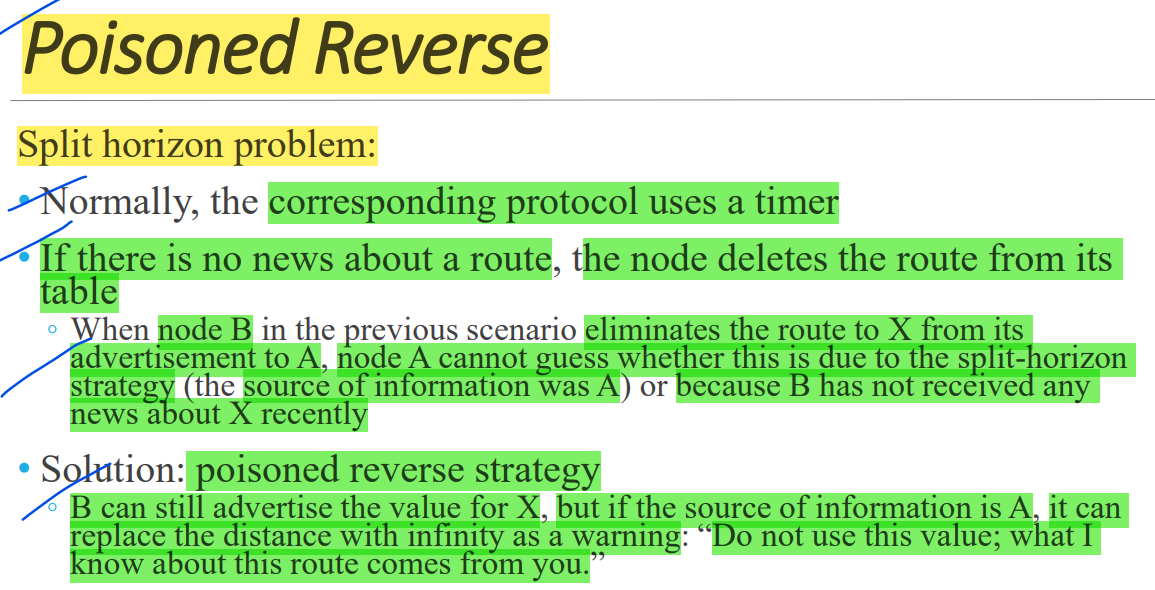 Poisoned Reverse
Split horizon problem:
• Normally, the corresponding protocol uses a timer
• If there is no news about a route, the node deletes the route from its
table
◦ When node B in the previous scenario eliminates the route to X from its
advertisement to A, node A cannot guess whether this is due to the split-horizon
strategy (the source of information was A) or because B has not received any
news about X recently
• Solution: poisoned reverse strategy
◦ B can still advertise the value for X, but if the source of information is A, it can
replace the distance with infinity as a warning: “Do not use this value; what I
know about this route comes from you.”